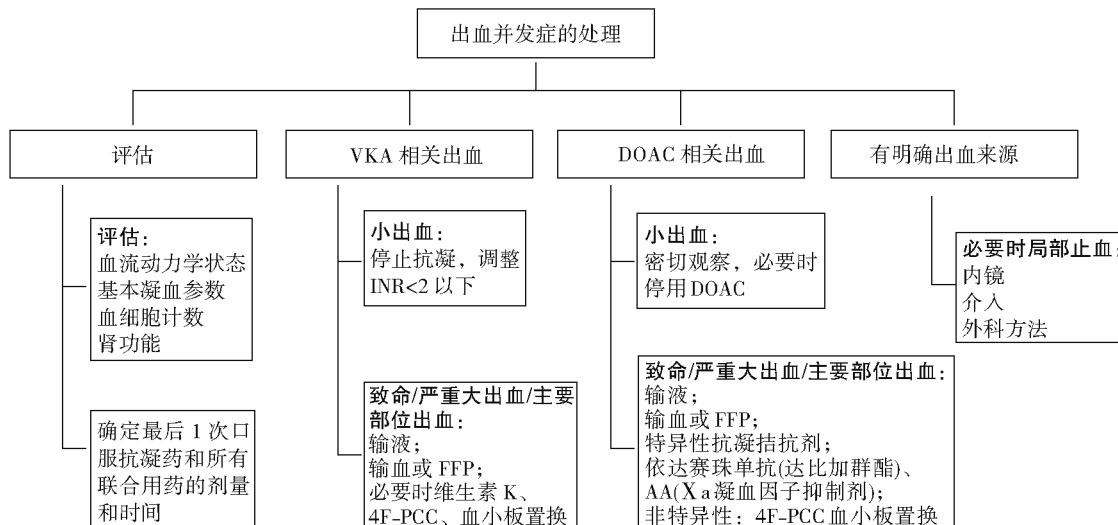 出血并发症的处理
评估
VKA 相关出血
DOAC 相关出血
有明确出血来源
评估：
血流动力学状态
基本凝血参数
血细胞计数
肾功能
确定最后 1 次口
服抗凝药和所有
联合用药的剂量
和时间
小出血：
停止抗凝，调整
INR<2 以下
致命/严重大出血/主要
部位出血：
输液；
输血或 FFP；
必要时维生素 K、
4F-PCC、血小板置换
小出血：
密切观察，必要时
停用 DOAC
致命/严重大出血/主要部位出血：
输液；
输血或 FFP；
特异性抗凝拮抗剂；
依达赛珠单抗(达比加群酯)、
AA(Ⅹa凝血因子抑制剂)；
非特异性：4F-PCC 血小板置换
必要时局部止血：
内镜
介入
外科方法